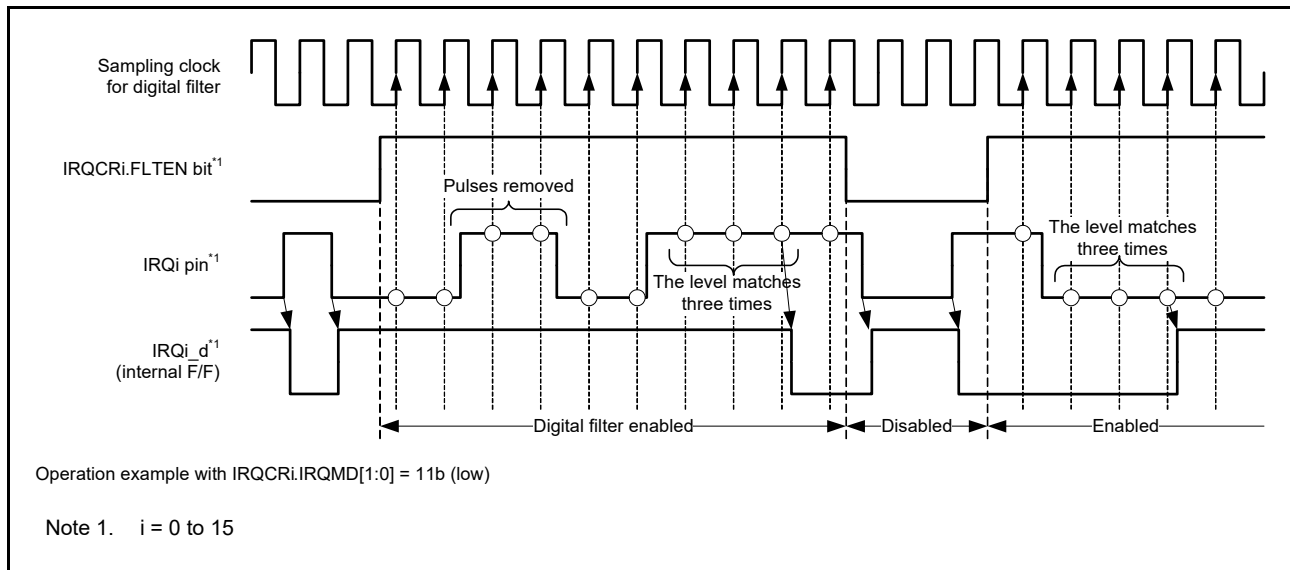 Sampling clock
for digital filter
IRQCRi.FLTEN bit*1
Pulses removed
The level matches
three times
IRQi pin*1
The level matches
three times
IRQi_d*1
(internal F/F)
Digital filter enabled
Disabled
Enabled
Operation example with IRQCRi.IRQMD[1:0] = 11b (low)
Note 1. i = 0 to 15